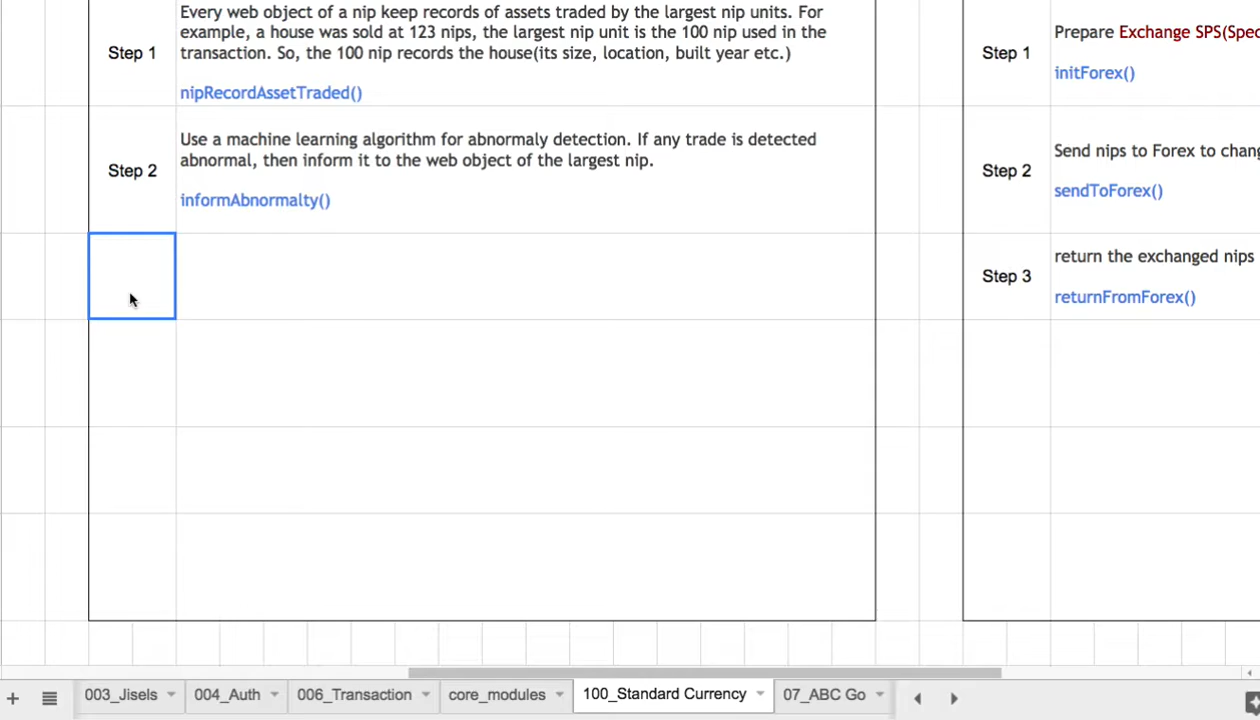 Every web object of a nip keep records of assets traded by the largest nip units. For
example, a house was sold at 123 nips, the largest nip unit is the 100 nip used in the
Step 1
transaction. So, the 100 nip records the house(its size, location, built year etc.)
nipRecordAssetTraded()
Use a machine learning algorithm for abnormaly detection. If any trade is detected
Step 2
abnormal, then inform it to the web object of the largest nip.
informAbnormalty()
Prepare Exchange SPS(Spec
Step 1
initForex()
Send nips to Forex to chang
Step 2
sendToForex()
return the exchanged nips
Step 3
returnFromForex()
003_Jisels 004_Auth 006_Transaction core_modules 100_Standard Currency 07_ABC Go